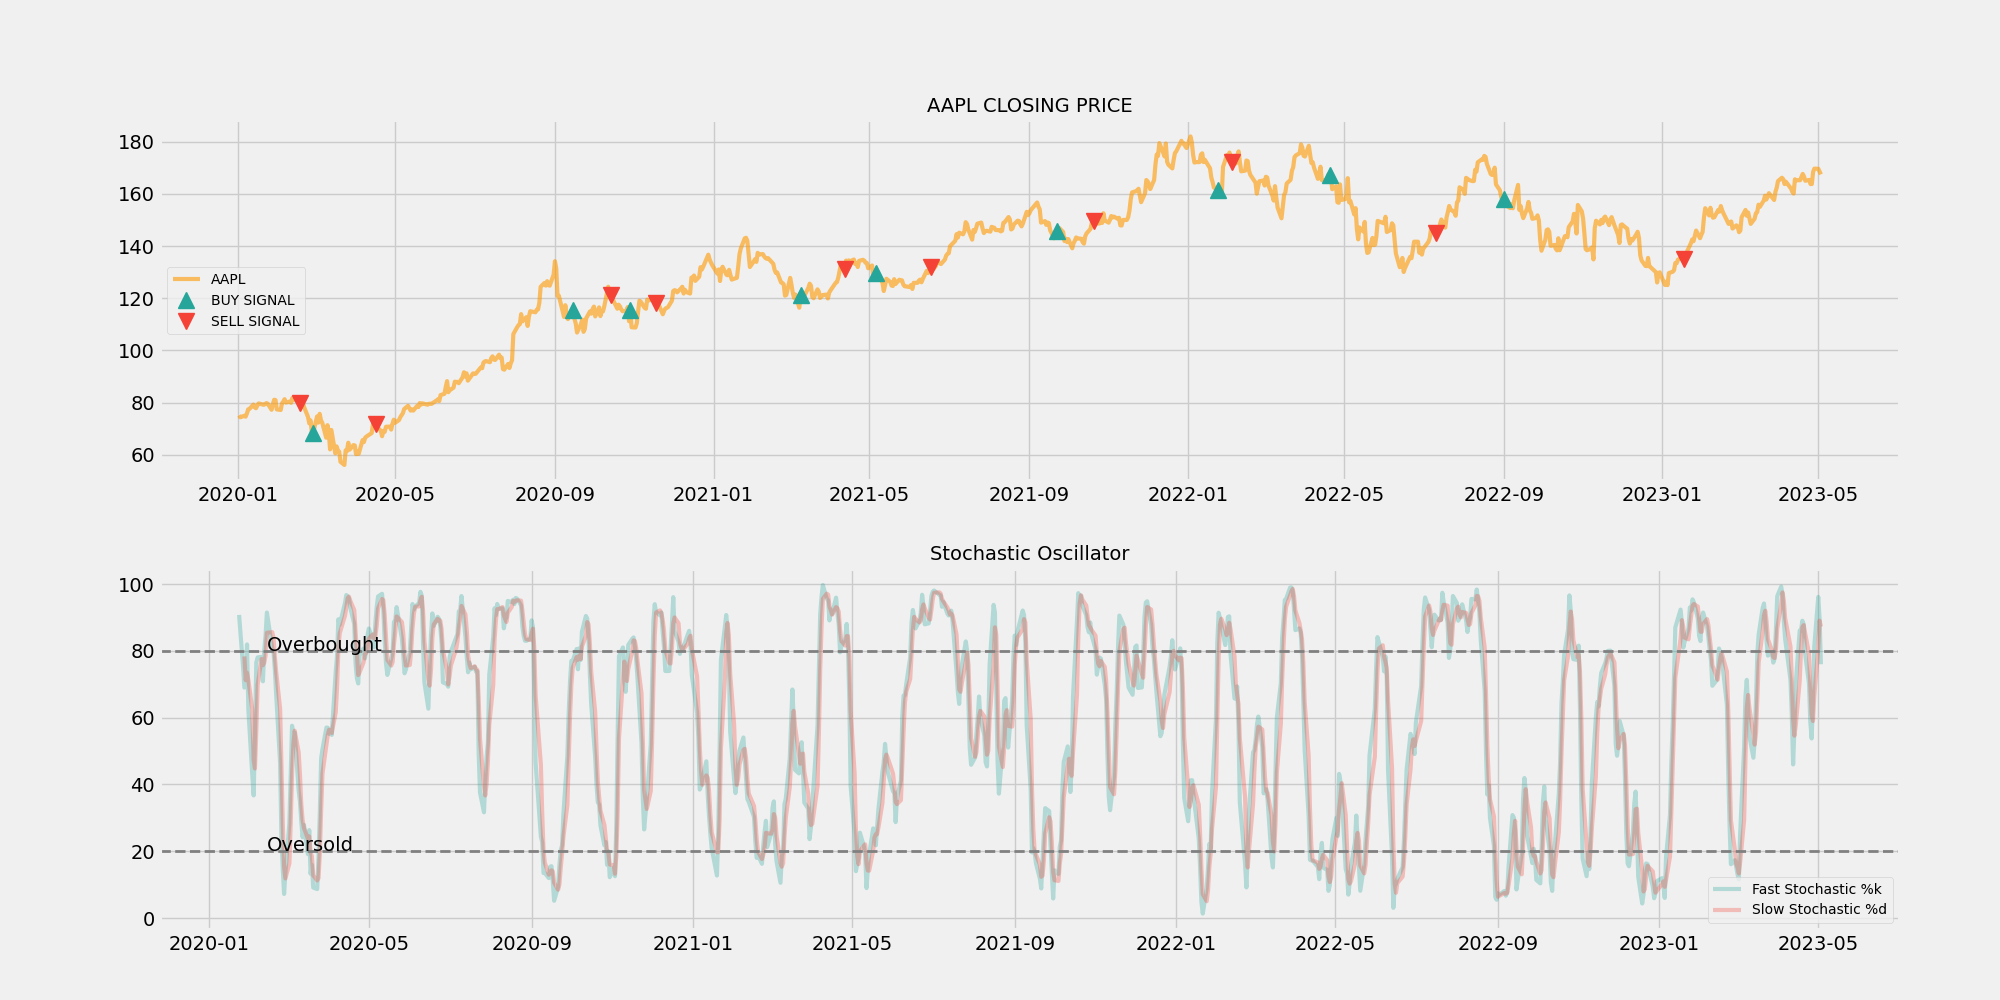 AAPL CLOSING PRICE
180
160
140
120
100
80
60
AAPL
BUY SIGNAL
SELL SIGNAL
2020-01 2020-05 2020-09 2021-01 2021-05 2021-09 2022-01 2022-05 2022-09 2023-01 2023-05
Stochastic Oscillator
100
80
60
40
20
0
Overbought
Oversold
Fast Stochastic %k
Slow Stochastic %d
2020-01 2020-05 2020-09 2021-01 2021-05 2021-09 2022-01 2022-05 2022-09 2023-01 2023-05